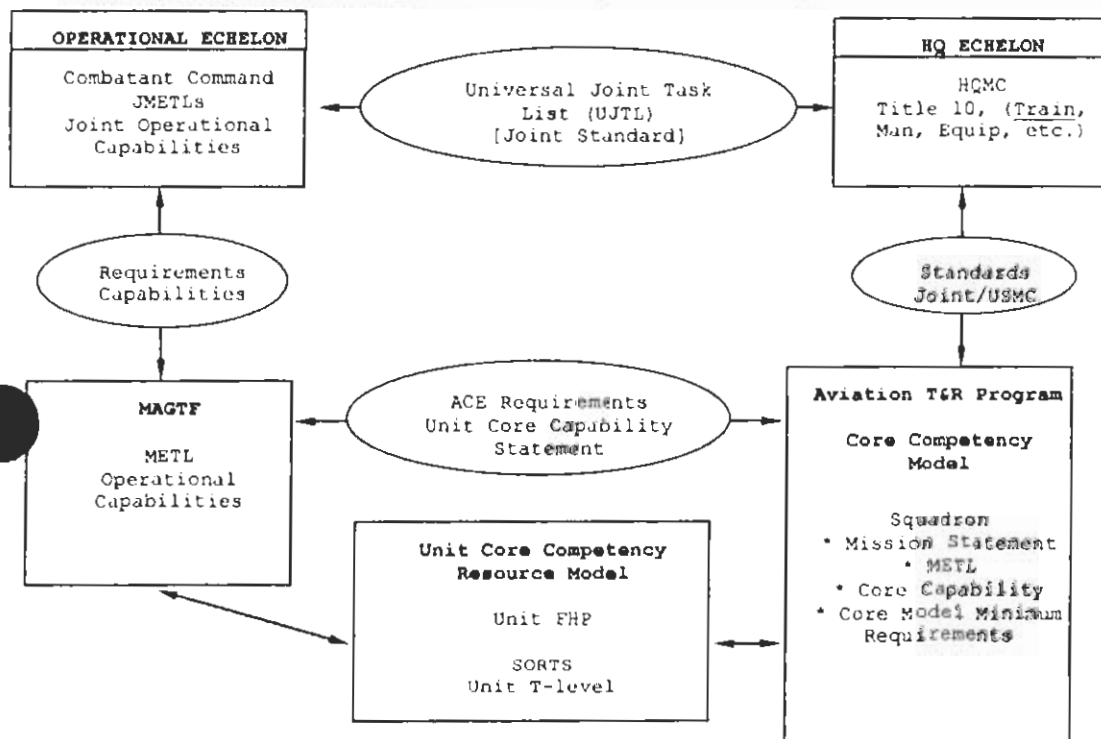 OPERATIONAL ECHELON
Combatant Command
JMETLs
Joint Operational
Capabilities
Universal Joint Task
List (UJTL)
[Joint Standard]
HQ ECHELON
HQMC
Title 10, (Train,
Man, Equip, etc.)
Requirements
Capabilities
Standards
Joint/USMC
MAGTF
METL
Operational
Capabilities
ACE Requirements
Unit Core Capability
Statement
Aviation T&R Program
Core Competency
Model
Squadron
* Mission Statemen
* METL
* Core Capability
* Core Model Minimum
Requirements
Unit Core Competency
Resource Model
Unit FHP
SORTS
Unit T-level